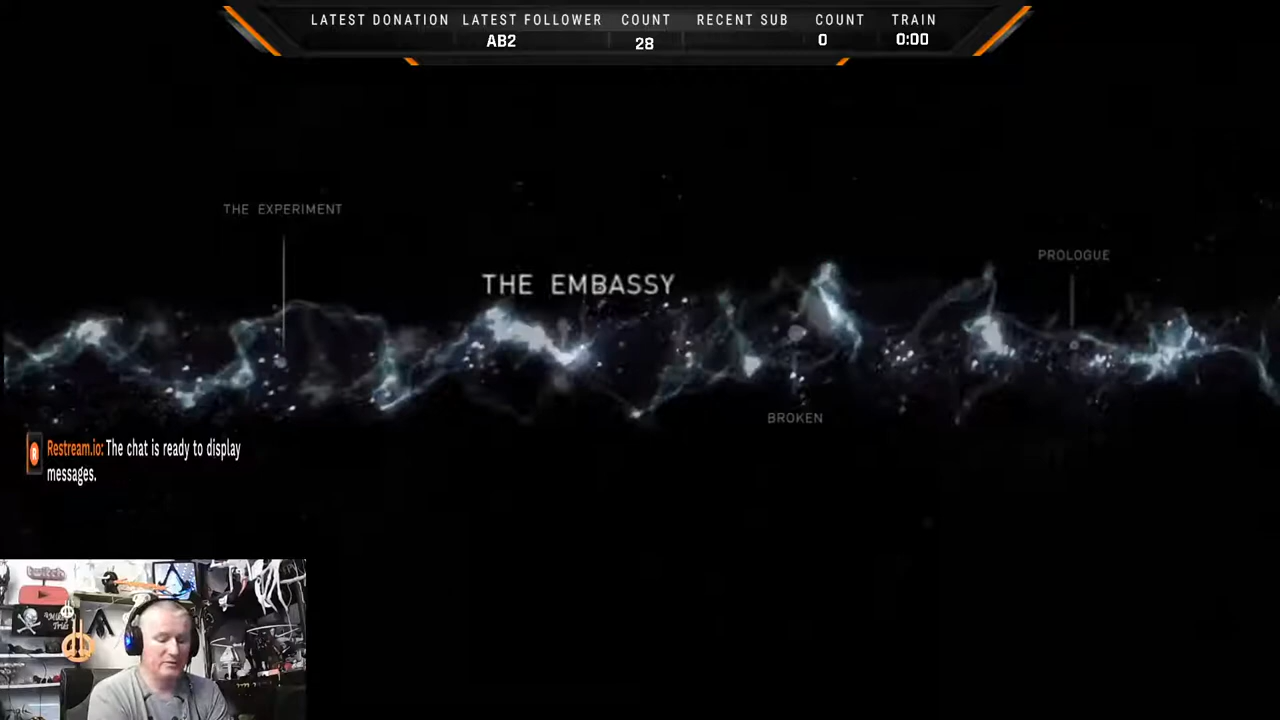 LATEST DONATION LATEST FOLLOWER COUNT RECENT SUB COUNT TRAIN
AB2 28 0 0:00
THE EXPERIMENT
THE EMBASSY
PROLOGUE
BROKEN
Restream.io: The chat is ready to display
messages.
twitch